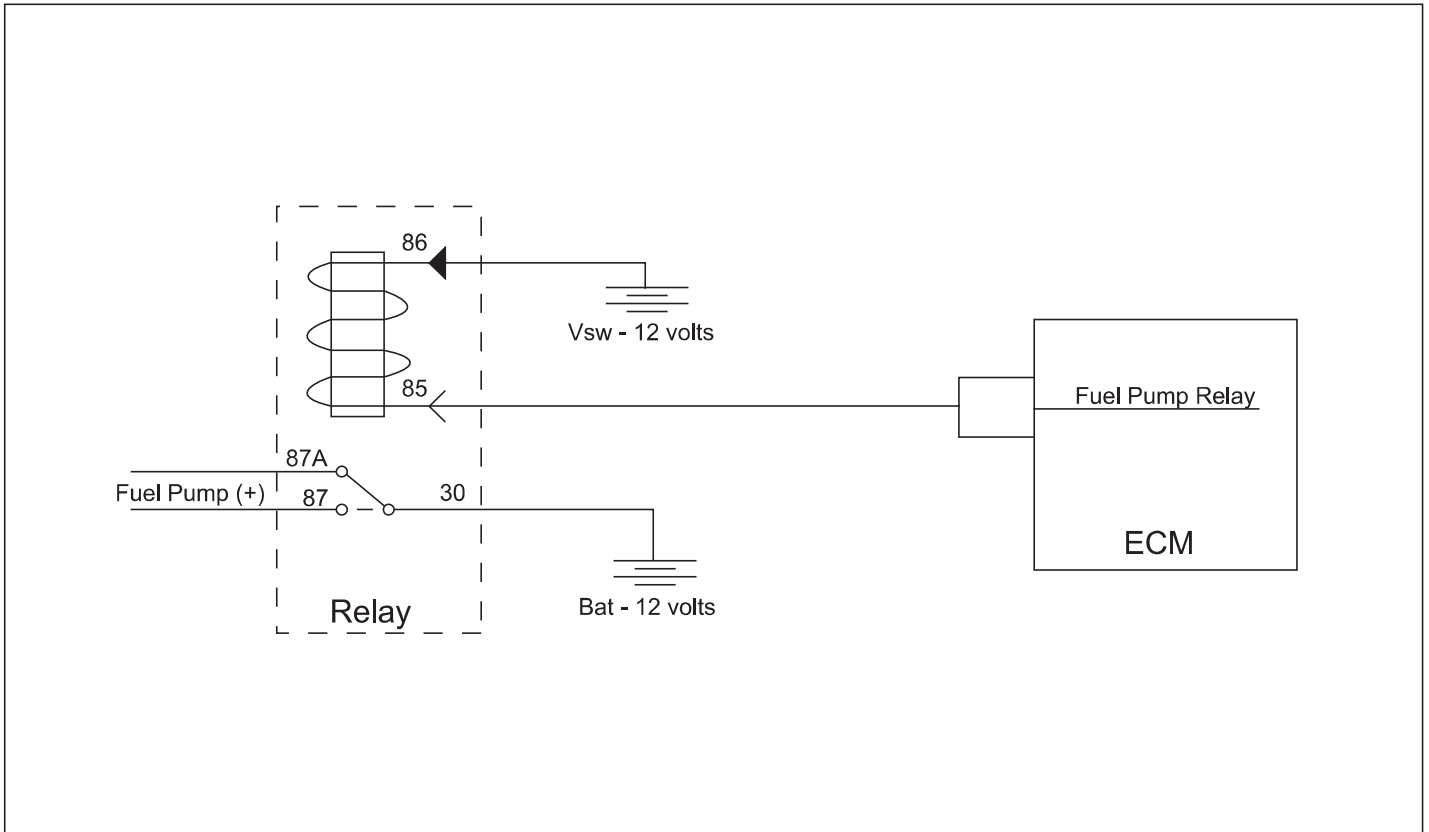 86
Vsw - 12 volts
85
Fuel Pump Relay
87A
Fuel Pump (+)
87
30
ECM
Bat - 12 volts
Relay